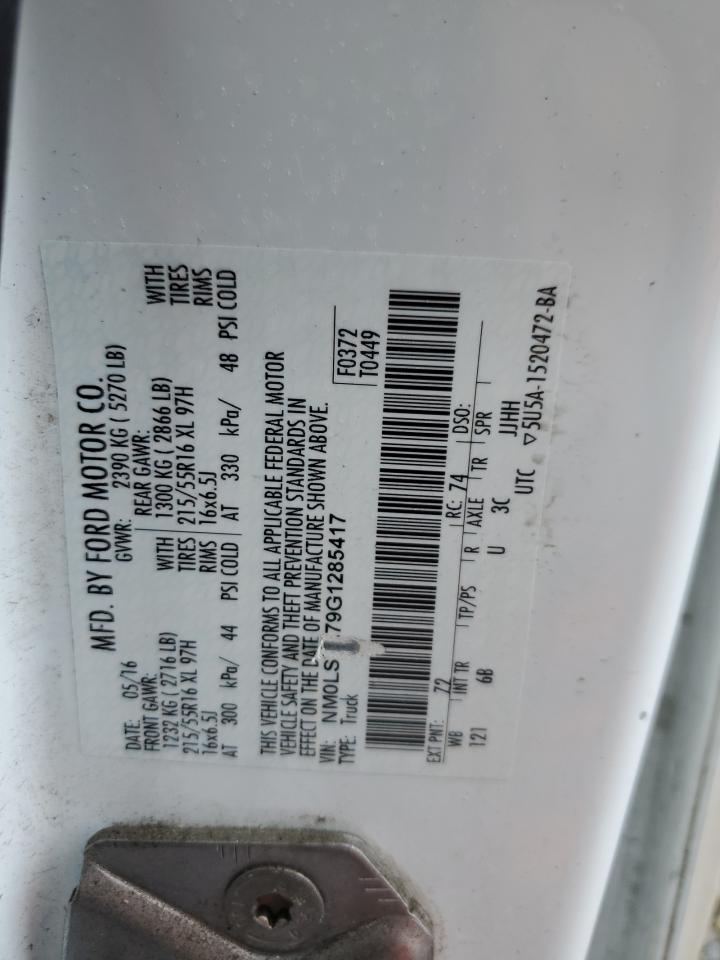 MFD. BY FORD MOTOR CO.
DATE: 05/16 GVWR: 2390 KG ( 5270 LB)
FRONT GAWR: REAR GAWR:
1232 KG ( 2716 LB) WITH 1300 KG ( 2866 LB) WITH
215/55R16 XL 97H TIRES 215/55R16 XL 97H TIRES
16x6.5J RIMS 16x6.5J RIMS
AT 300 kPa/ 44 PSI COLD AT 330 kPa/ 48 PSI COLD
THIS VEHICLE CONFORMS TO ALL APPLICABLE FEDERAL MOTOR
VEHICLE SAFETY AND THEFT PREVENTION STANDARDS IN
EFFECT ON THE DATE OF MANUFACTURE SHOWN ABOVE.
VIN: NM0LS 79G1285417 F0372
TYPE: Truck T0449
EXT PNT: 72 RC: 74 DSO:
WB INT TR TP/PS R AXLE TR SPR
121 6B U 3C JJHH
UTC ▽5U5A-1520472-BA